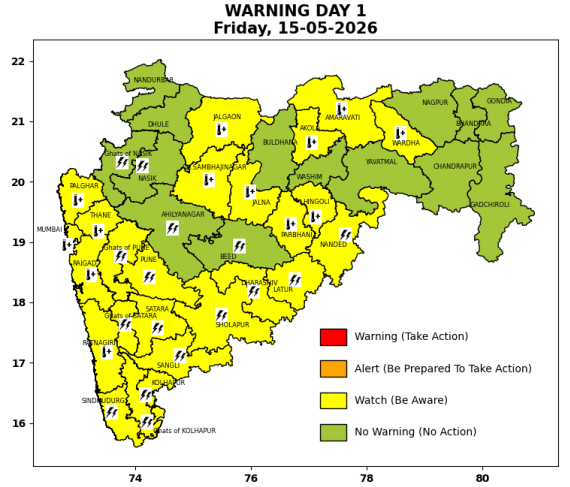 WARNING DAY 1
Friday, 15-05-2026
22
21
20
19
18
17
16
74
76
78
80
NANDURBAR
DHULE
JALGAON
Ghats of NASIK
NASIK
BULDHANA
AKOLA
AMARAVATI
NAGPUR
GONDIA
BHANDARA
WARDHA
SAMBHAJINAGAR
WASHIM
YAVATMAL
CHANDRAPUR
GADCHIROLI
PALGHAR
THANE
MUMBAI
AHILYANAGAR
JALNA
HINGOLI
PARBHANI
NANDED
Ghats of PUNE
PUNE
RAIGAD
BEED
DHARASHIV
LATUR
SATARA
Ghats of SATARA
SHOLAPUR
RATNAGIRI
SANGLI
KOLHAPUR
SINDHUDURG
Ghats of KOLHAPUR
Warning (Take Action)
Alert (Be Prepared To Take Action)
Watch (Be Aware)
No Warning (No Action)